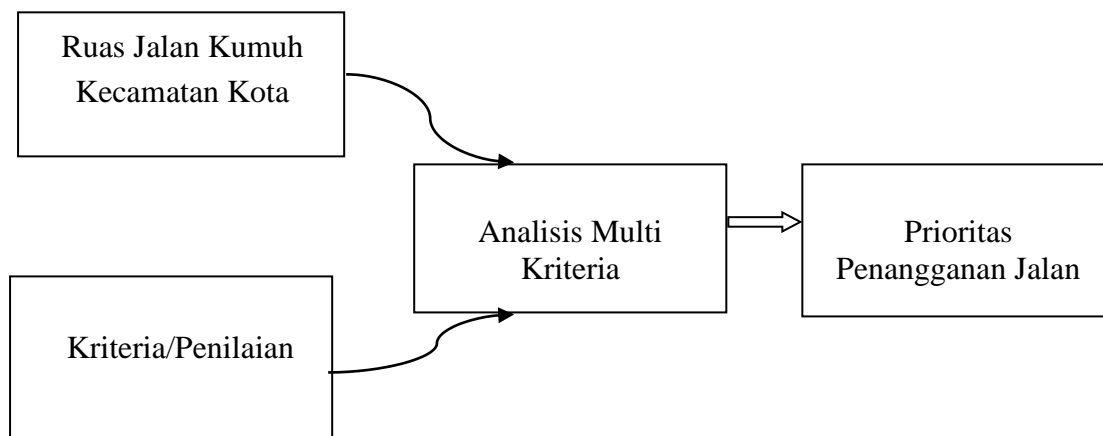 Ruas Jalan Kumuh
Kecamatan Kota
Analisis Multi
Kriteria
Prioritas
Penangganan Jalan
Kriteria/Penilaian